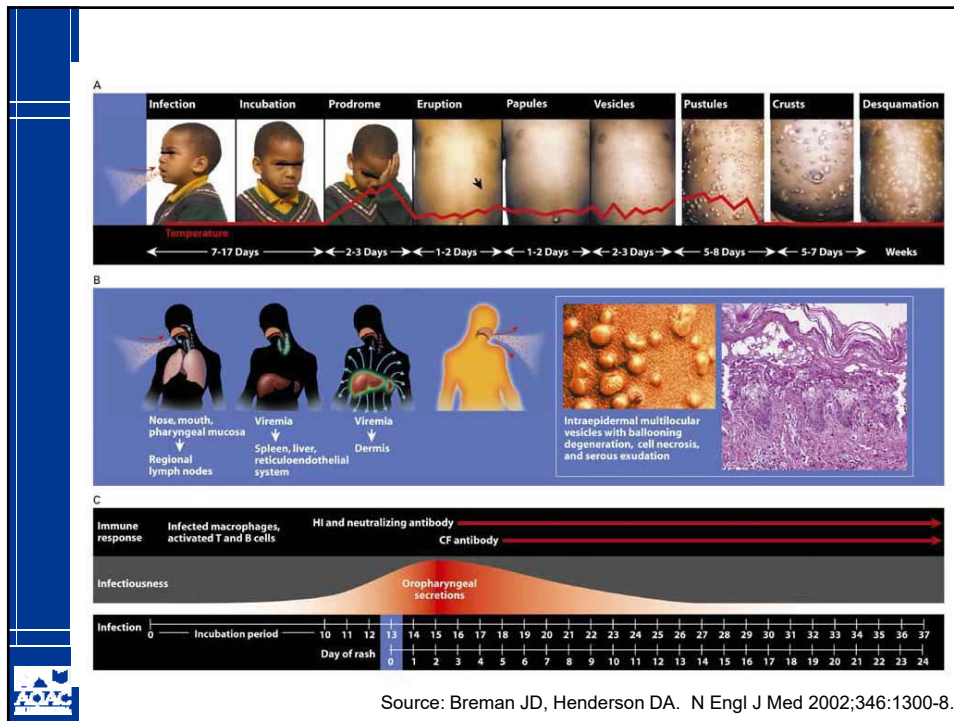 A
Infection Incubation Prodrome Eruption Papules Vesicles Pustules Crusts Desquamation
Temperature
7-17 Days 2-3 Days 1-2 Days 1-2 Days 2-3 Days 5-8 Days 5-7 Days Weeks
B
Nose, mouth,
pharyngeal mucosa
Regional
lymph nodes
Viremia
Spleen, liver,
reticuloendothelial
system
Viremia
Dermis
Intraepidermal multilocular
vesicles with ballooning
degeneration, cell necrosis,
and serous exudation
C
Immune
response
Infected macrophages,
activated T and B cells
HI and neutralizing antibody
CF antibody
Infectiousness
Oropharyngeal
secretions
Infection 0 Incubation period 10 11 12 13 14 15 16 17 18 19 20 21 22 23 24 25 26 27 28 29 30 31 32 33 34 35 36 37
Day of rash 0 1 2 3 4 5 6 7 8 9 10 11 12 13 14 15 16 17 18 19 20 21 22 23 24
AOAC
Source: Breman JD, Henderson DA. N Engl J Med 2002;346:1300-8.